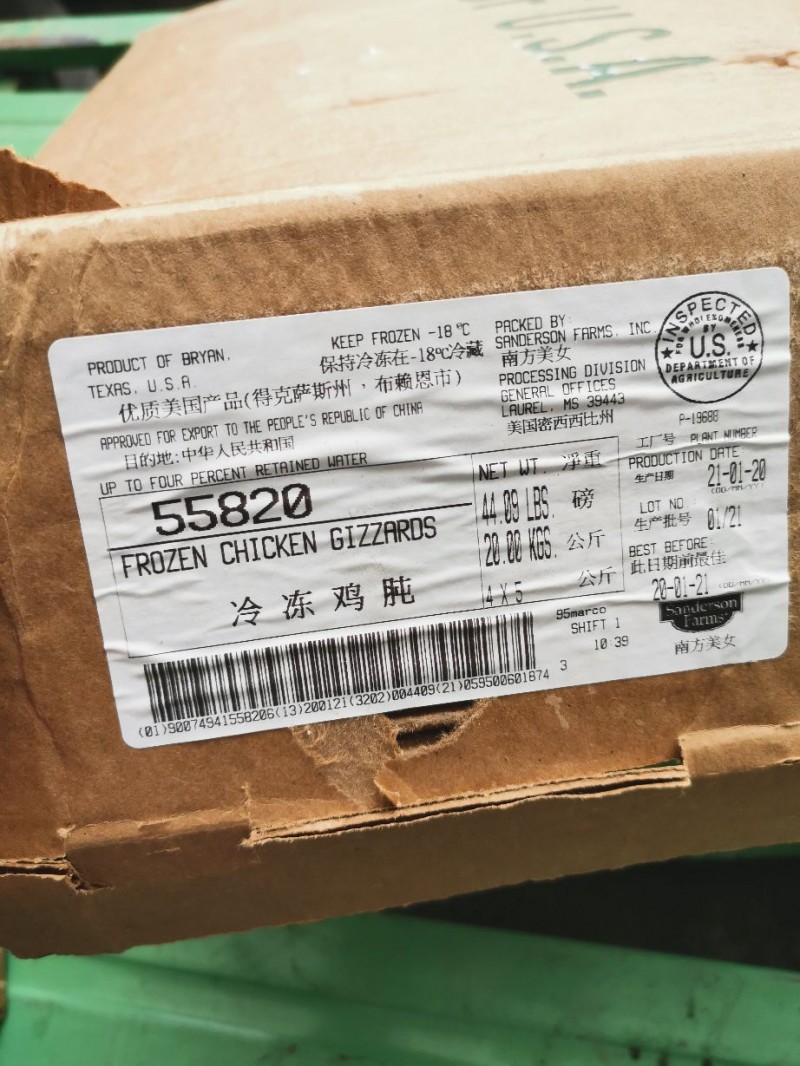 U.S.A.
PRODUCT OF BRYAN,
TEXAS, U.S.A.
优质美国产品(得克萨斯州，布赖恩市)
APPROVED FOR EXPORT TO THE PEOPLE'S REPUBLIC OF CHINA
目的地:中华人民共和国
UP TO FOUR PERCENT RETAINED WATER
KEEP FROZEN -18°C
保持冷冻在-18°C冷藏
PACKED BY:
SANDERSON FARMS, INC.
南方美女
PROCESSING DIVISION
GENERAL OFFICES
LAUREL, MS 39443
美国密西西比州
INSPECTED
FOR WHOLESOMENESS
BY
U.S.
DEPARTMENT OF
AGRICULTURE
P-19688
工厂号 PLANT NUMBER
55820
FROZEN CHICKEN GIZZARDS
冷冻鸡肫
NET WT. 净重
44.09 LBS. 磅
20.00 KGS. 公斤
4 X 5 公斤
PRODUCTION DATE
生产日期 21-01-20
(DD/MM/YY)
LOT NO.
生产批号 01/21
BEST BEFORE:
此日期前最佳
20-01-21 (DD/MM/YY)
95marco
SHIFT 1
10:39
3
Sanderson
Farms
南方美女
(01)90074941558206(13)200121(3202)004409(21)059500601874